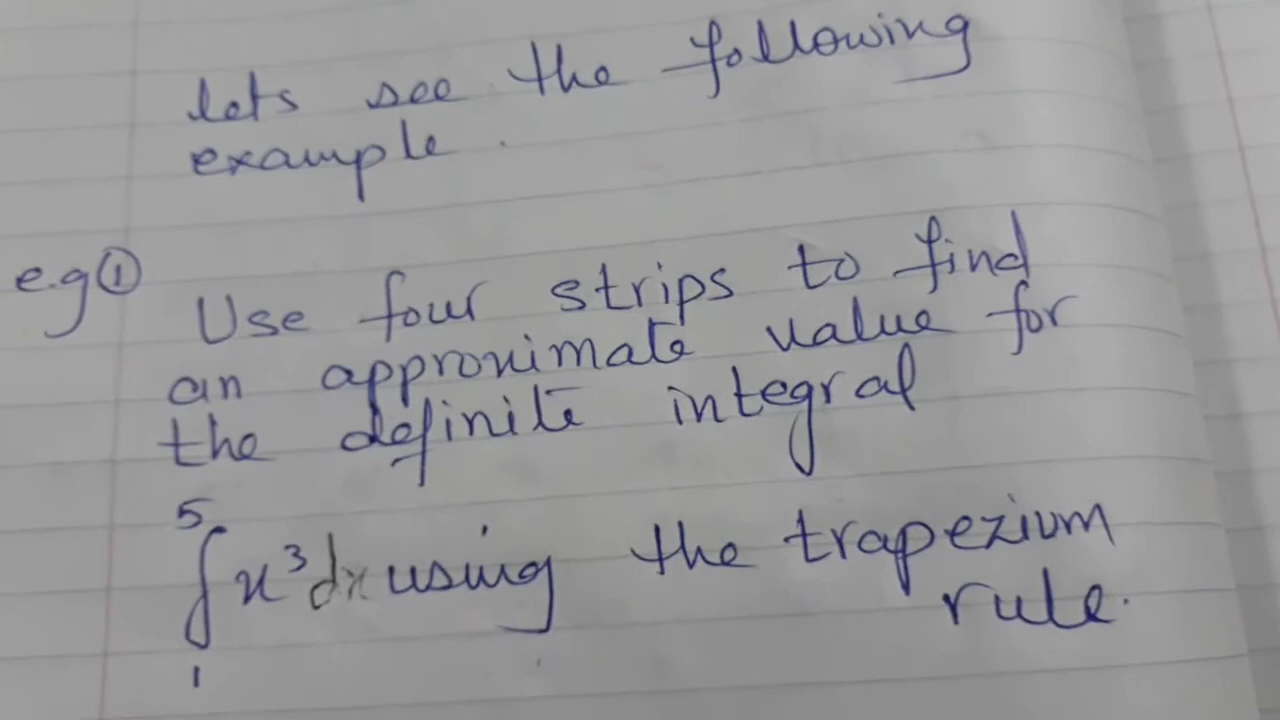 lets see the following
example.
e.g ① Use four strips to find
an approximate value for
the definite integral
5
∫x³dx using the trapezium
rule.
1